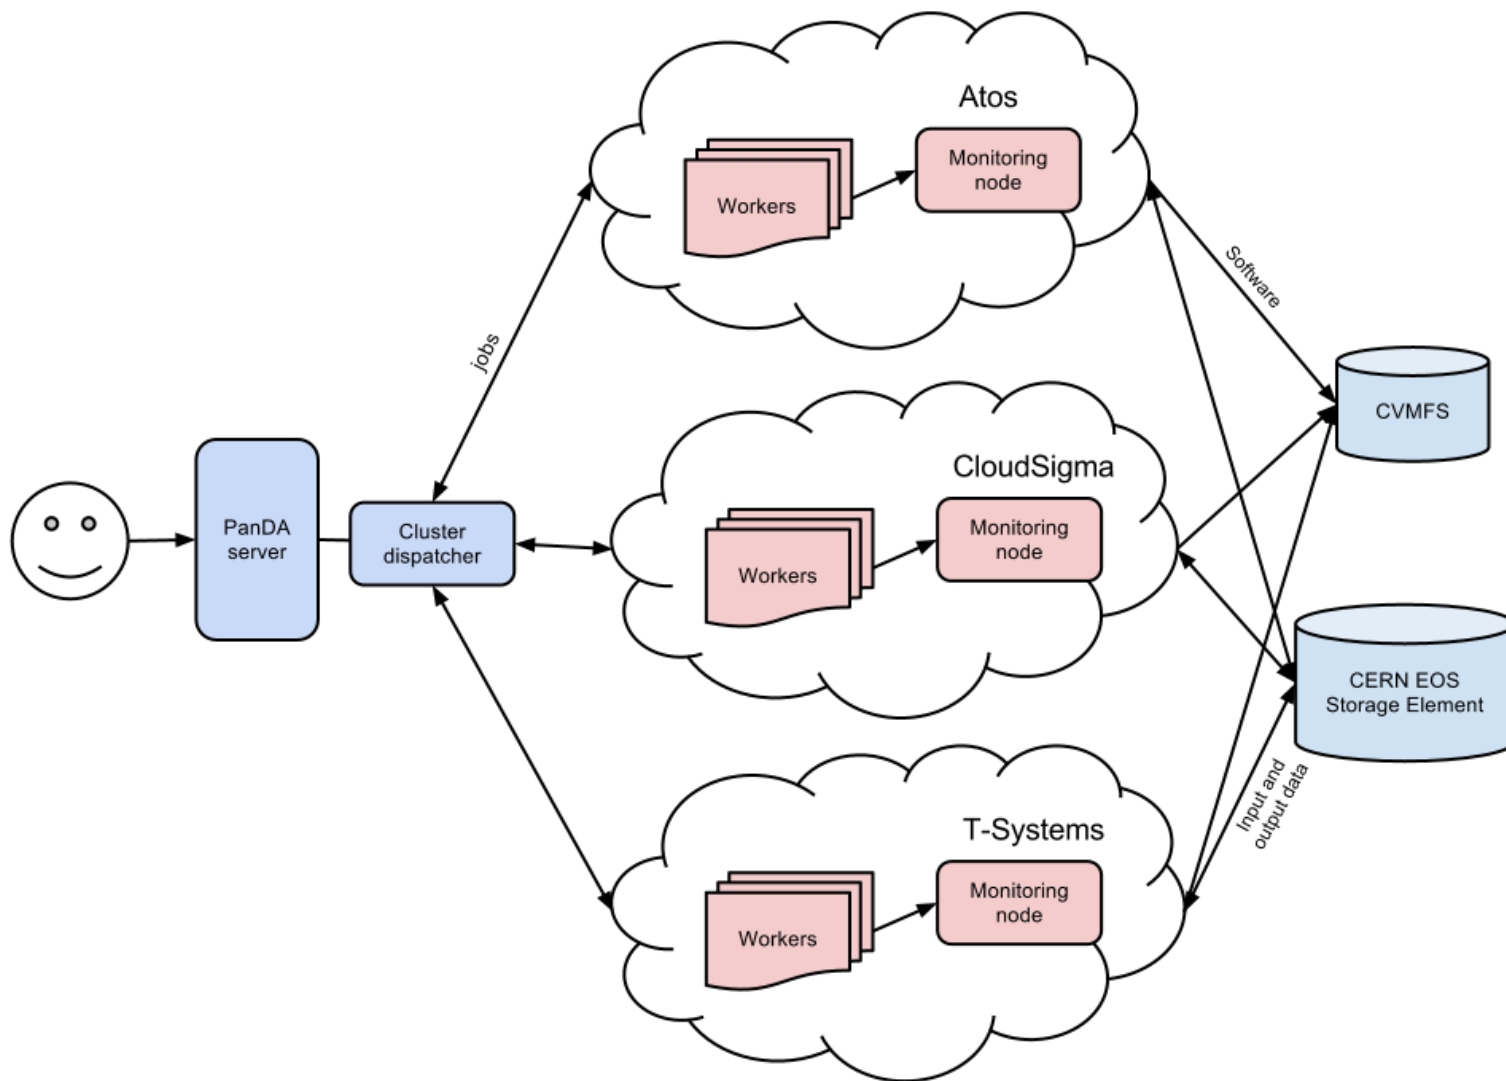 Atos
Monitoring
node
Workers
Software
jobs
CVMFS
CloudSigma
PanDA
server
Cluster
dispatcher
Monitoring
node
Workers
CERN EOS
Storage Element
Input and
output data
T-Systems
Monitoring
node
Workers